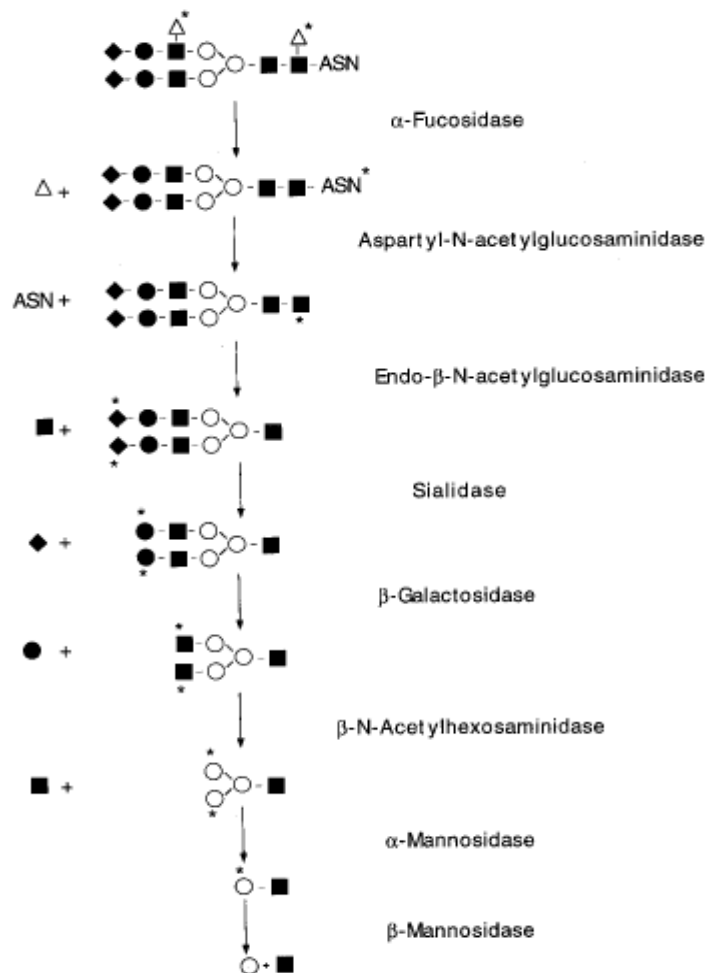 * *
ASN
α-Fucosidase
+ ASN*
Aspartyl-N-acetylglucosaminidase
ASN +
*
Endo-β-N-acetylglucosaminidase
*
+
*
Sialidase
*
+
*
β-Galactosidase
*
+
*
β-N-Acetylhexosaminidase
*
+
*
α-Mannosidase
*
β-Mannosidase
+